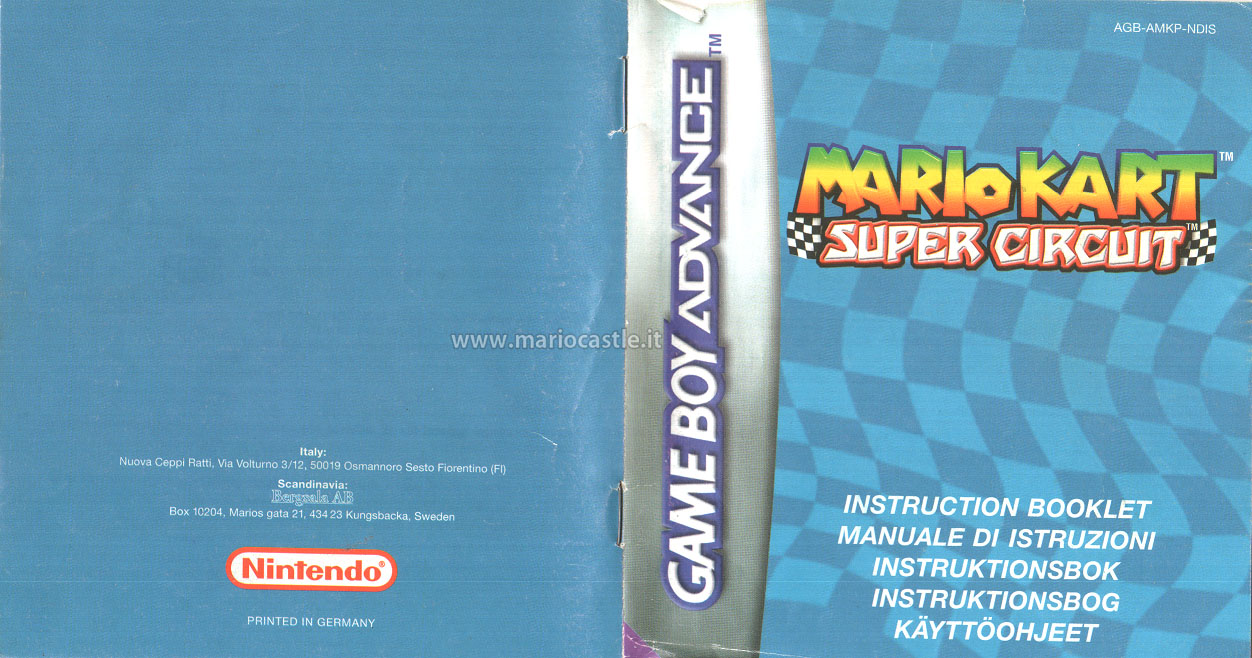 Italy:
Nuova Ceppi Ratti, Via Volturno 3/12, 50019 Osmannoro Sesto Fiorentino (FI)
Scandinavia:
Bergsala AB
Box 10204, Marios gata 21, 434 23 Kungsbacka, Sweden
Nintendo®
PRINTED IN GERMANY
www.mariocastle.it
GAME BOY ADVANCE™
AGB-AMKP-NDIS
MARIO KART™
SUPER CIRCUIT™
INSTRUCTION BOOKLET
MANUALE DI ISTRUZIONI
INSTRUKTIONSBOK
INSTRUKTIONSBOG
KÄYTTÖOHJEET